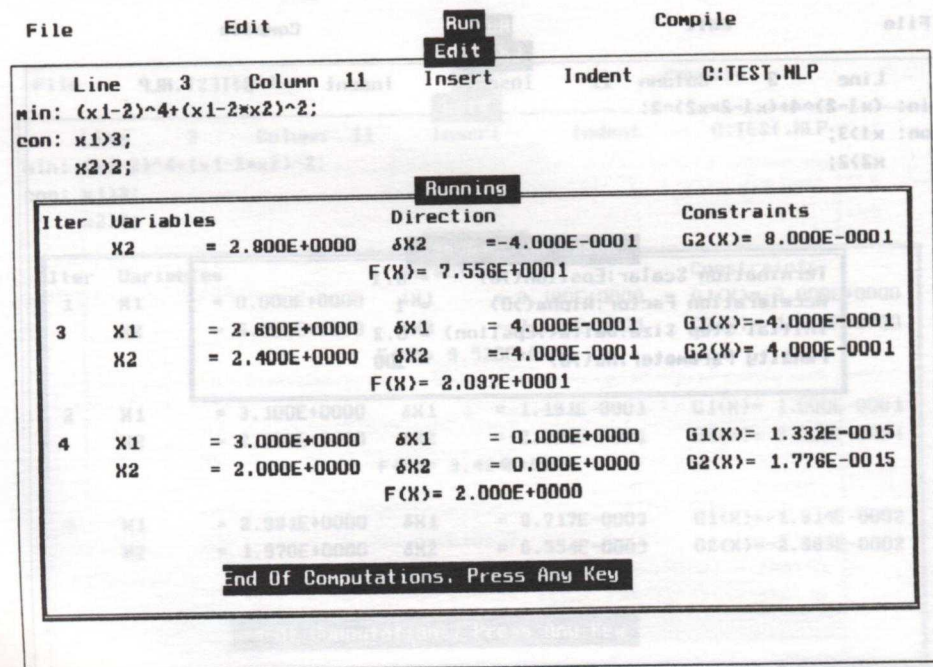 File Edit Run Compile
Edit
Line 3 Column 11 Insert Indent C:TEST.NLP
min: (x1-2)^4+(x1-2*x2)^2;
con: x1>3;
x2>2;
Running
Iter Variables Direction Constraints
X2 = 2.800E+0000 δX2 =-4.000E-0001 G2(X)= 8.000E-0001
F(X)= 7.556E+0001
3 X1 = 2.600E+0000 δX1 = 4.000E-0001 G1(X)=-4.000E-0001
X2 = 2.400E+0000 δX2 =-4.000E-0001 G2(X)= 4.000E-0001
F(X)= 2.097E+0001
4 X1 = 3.000E+0000 δX1 = 0.000E+0000 G1(X)= 1.332E-0015
X2 = 2.000E+0000 δX2 = 0.000E+0000 G2(X)= 1.776E-0015
F(X)= 2.000E+0000
End Of Computations. Press Any Key